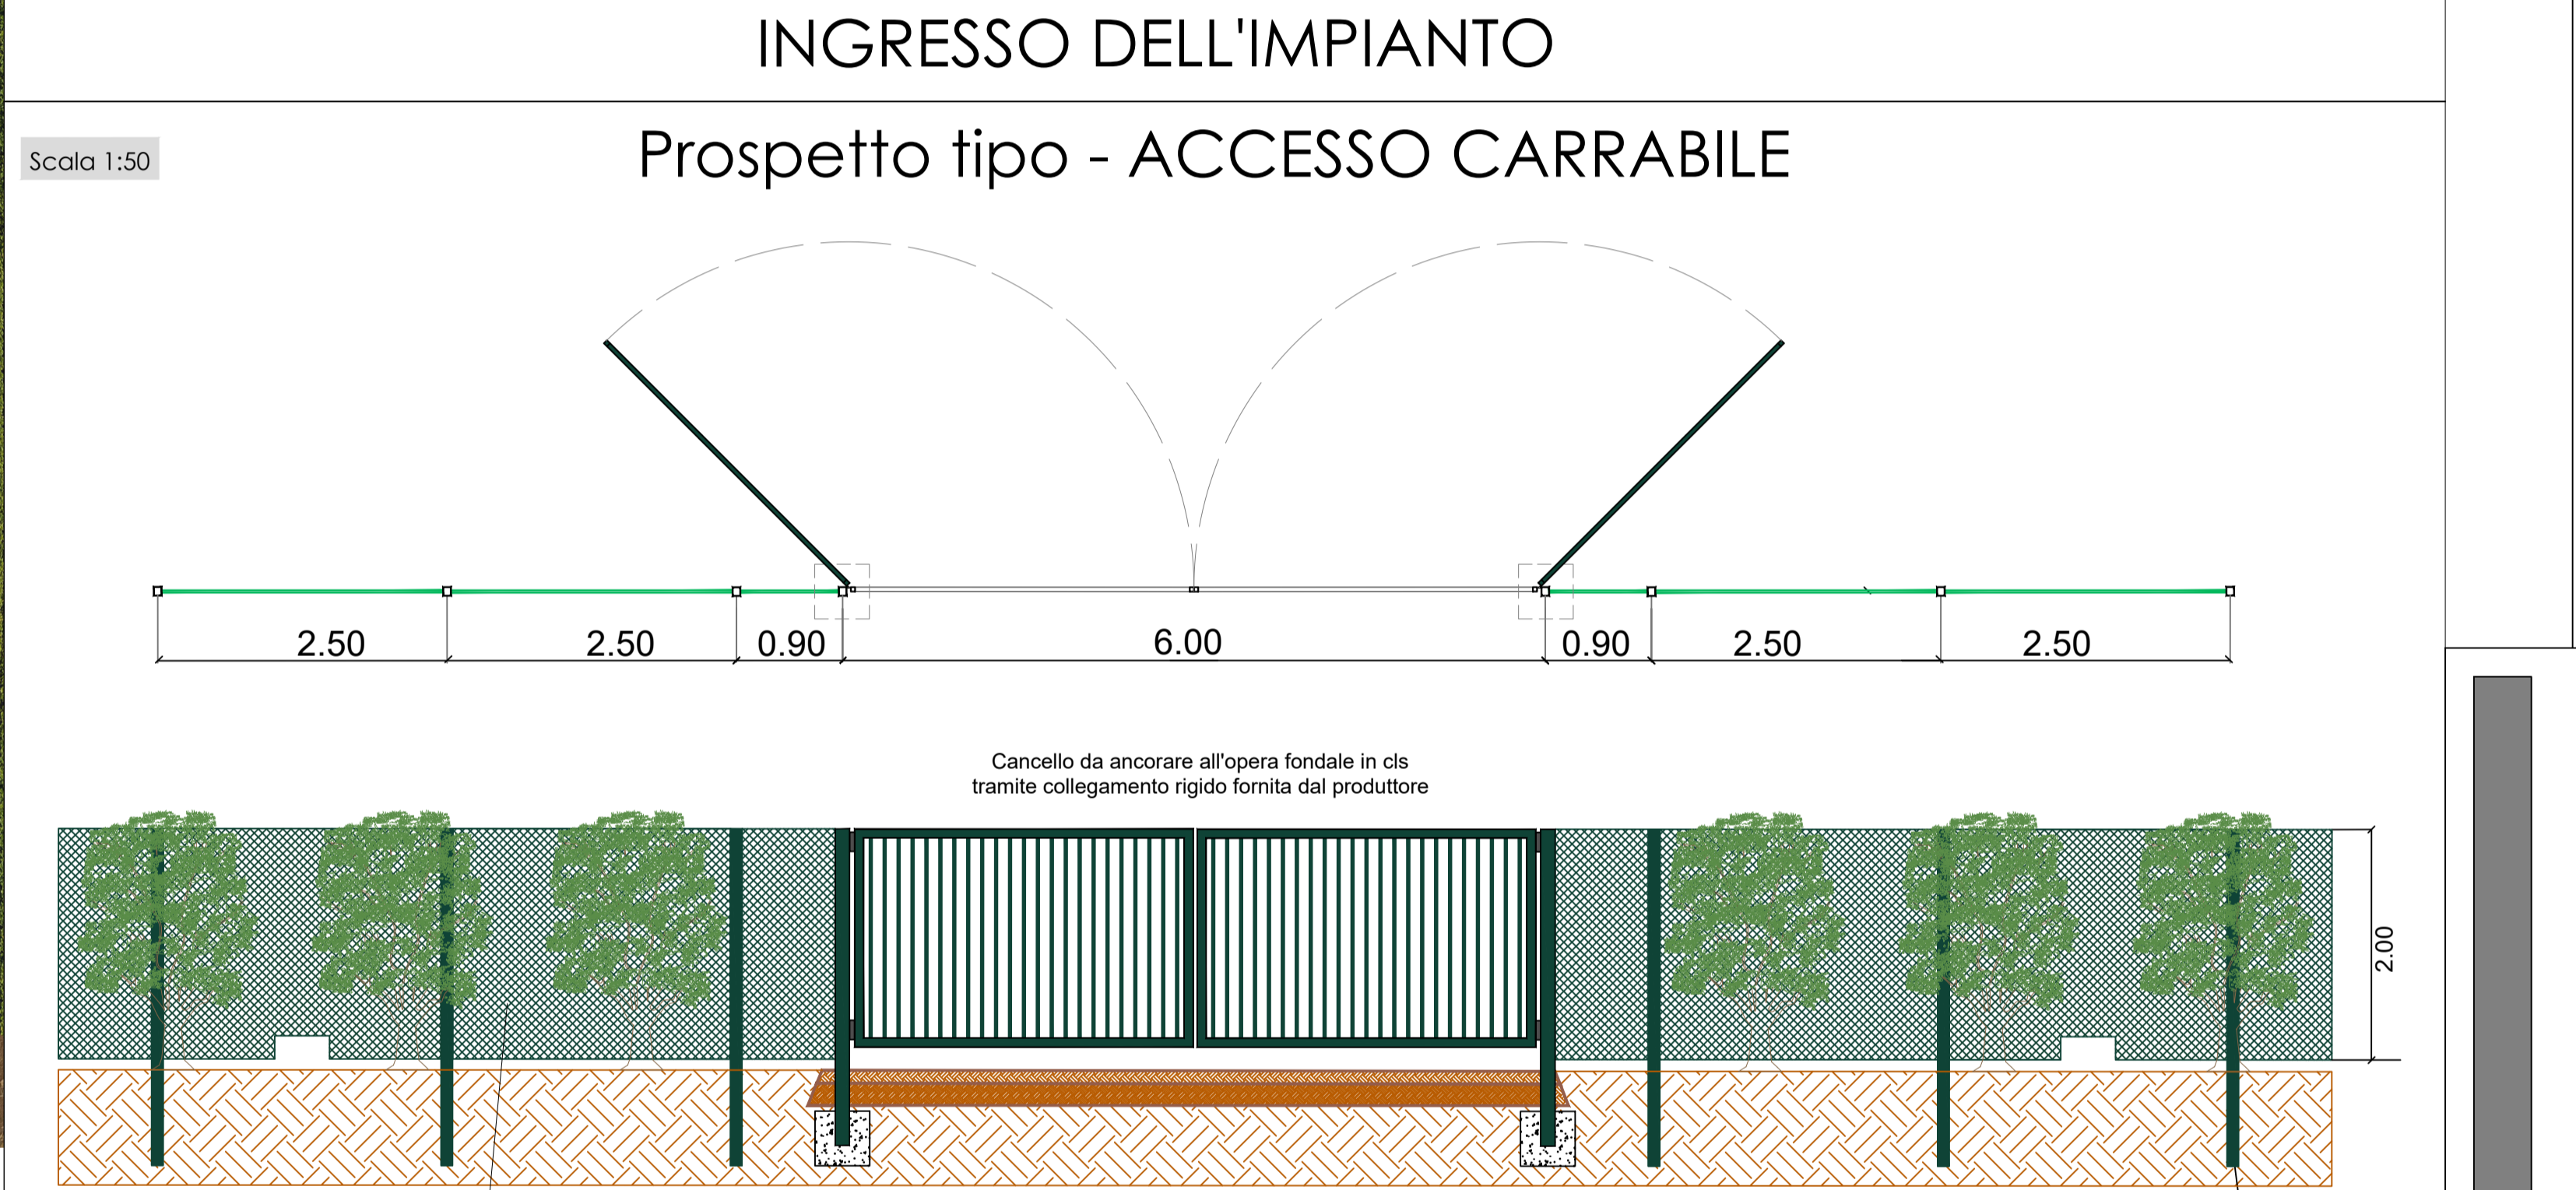 INGRESSO DELL'IMPIANTO
Scala 1:50
Prospetto tipo - ACCESSO CARRABILE
2.50 2.50 0.90 6.00 0.90 2.50 2.50
Cancello da ancorare all'opera fondale in cls
tramite collegamento rigido fornita dal produttore
2.00